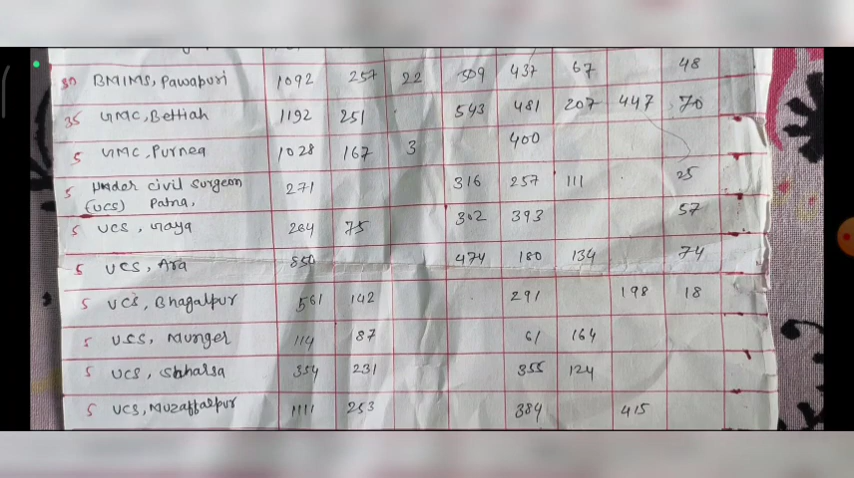 30 BMIMS, Pawapuri 1092 257 22 509 437 67 48
35 GMC, Bettiah 1192 251 543 481 207 447 70
5 GMC, Purnea 1028 167 3 400
5 under civil surgeon 271 316 257 111 25
(UCS) Patna,
5 UCS, Gaya 264 75 302 393 57
5 UCS, Ara 850 474 180 134 74
5 UCS, Bhagalpur 561 142 291 198 18
5 UCS, Munger 114 87 61 164
5 UCS, Saharsa 354 231 355 124
5 UCS, Muzaffarpur 1111 253 384 415